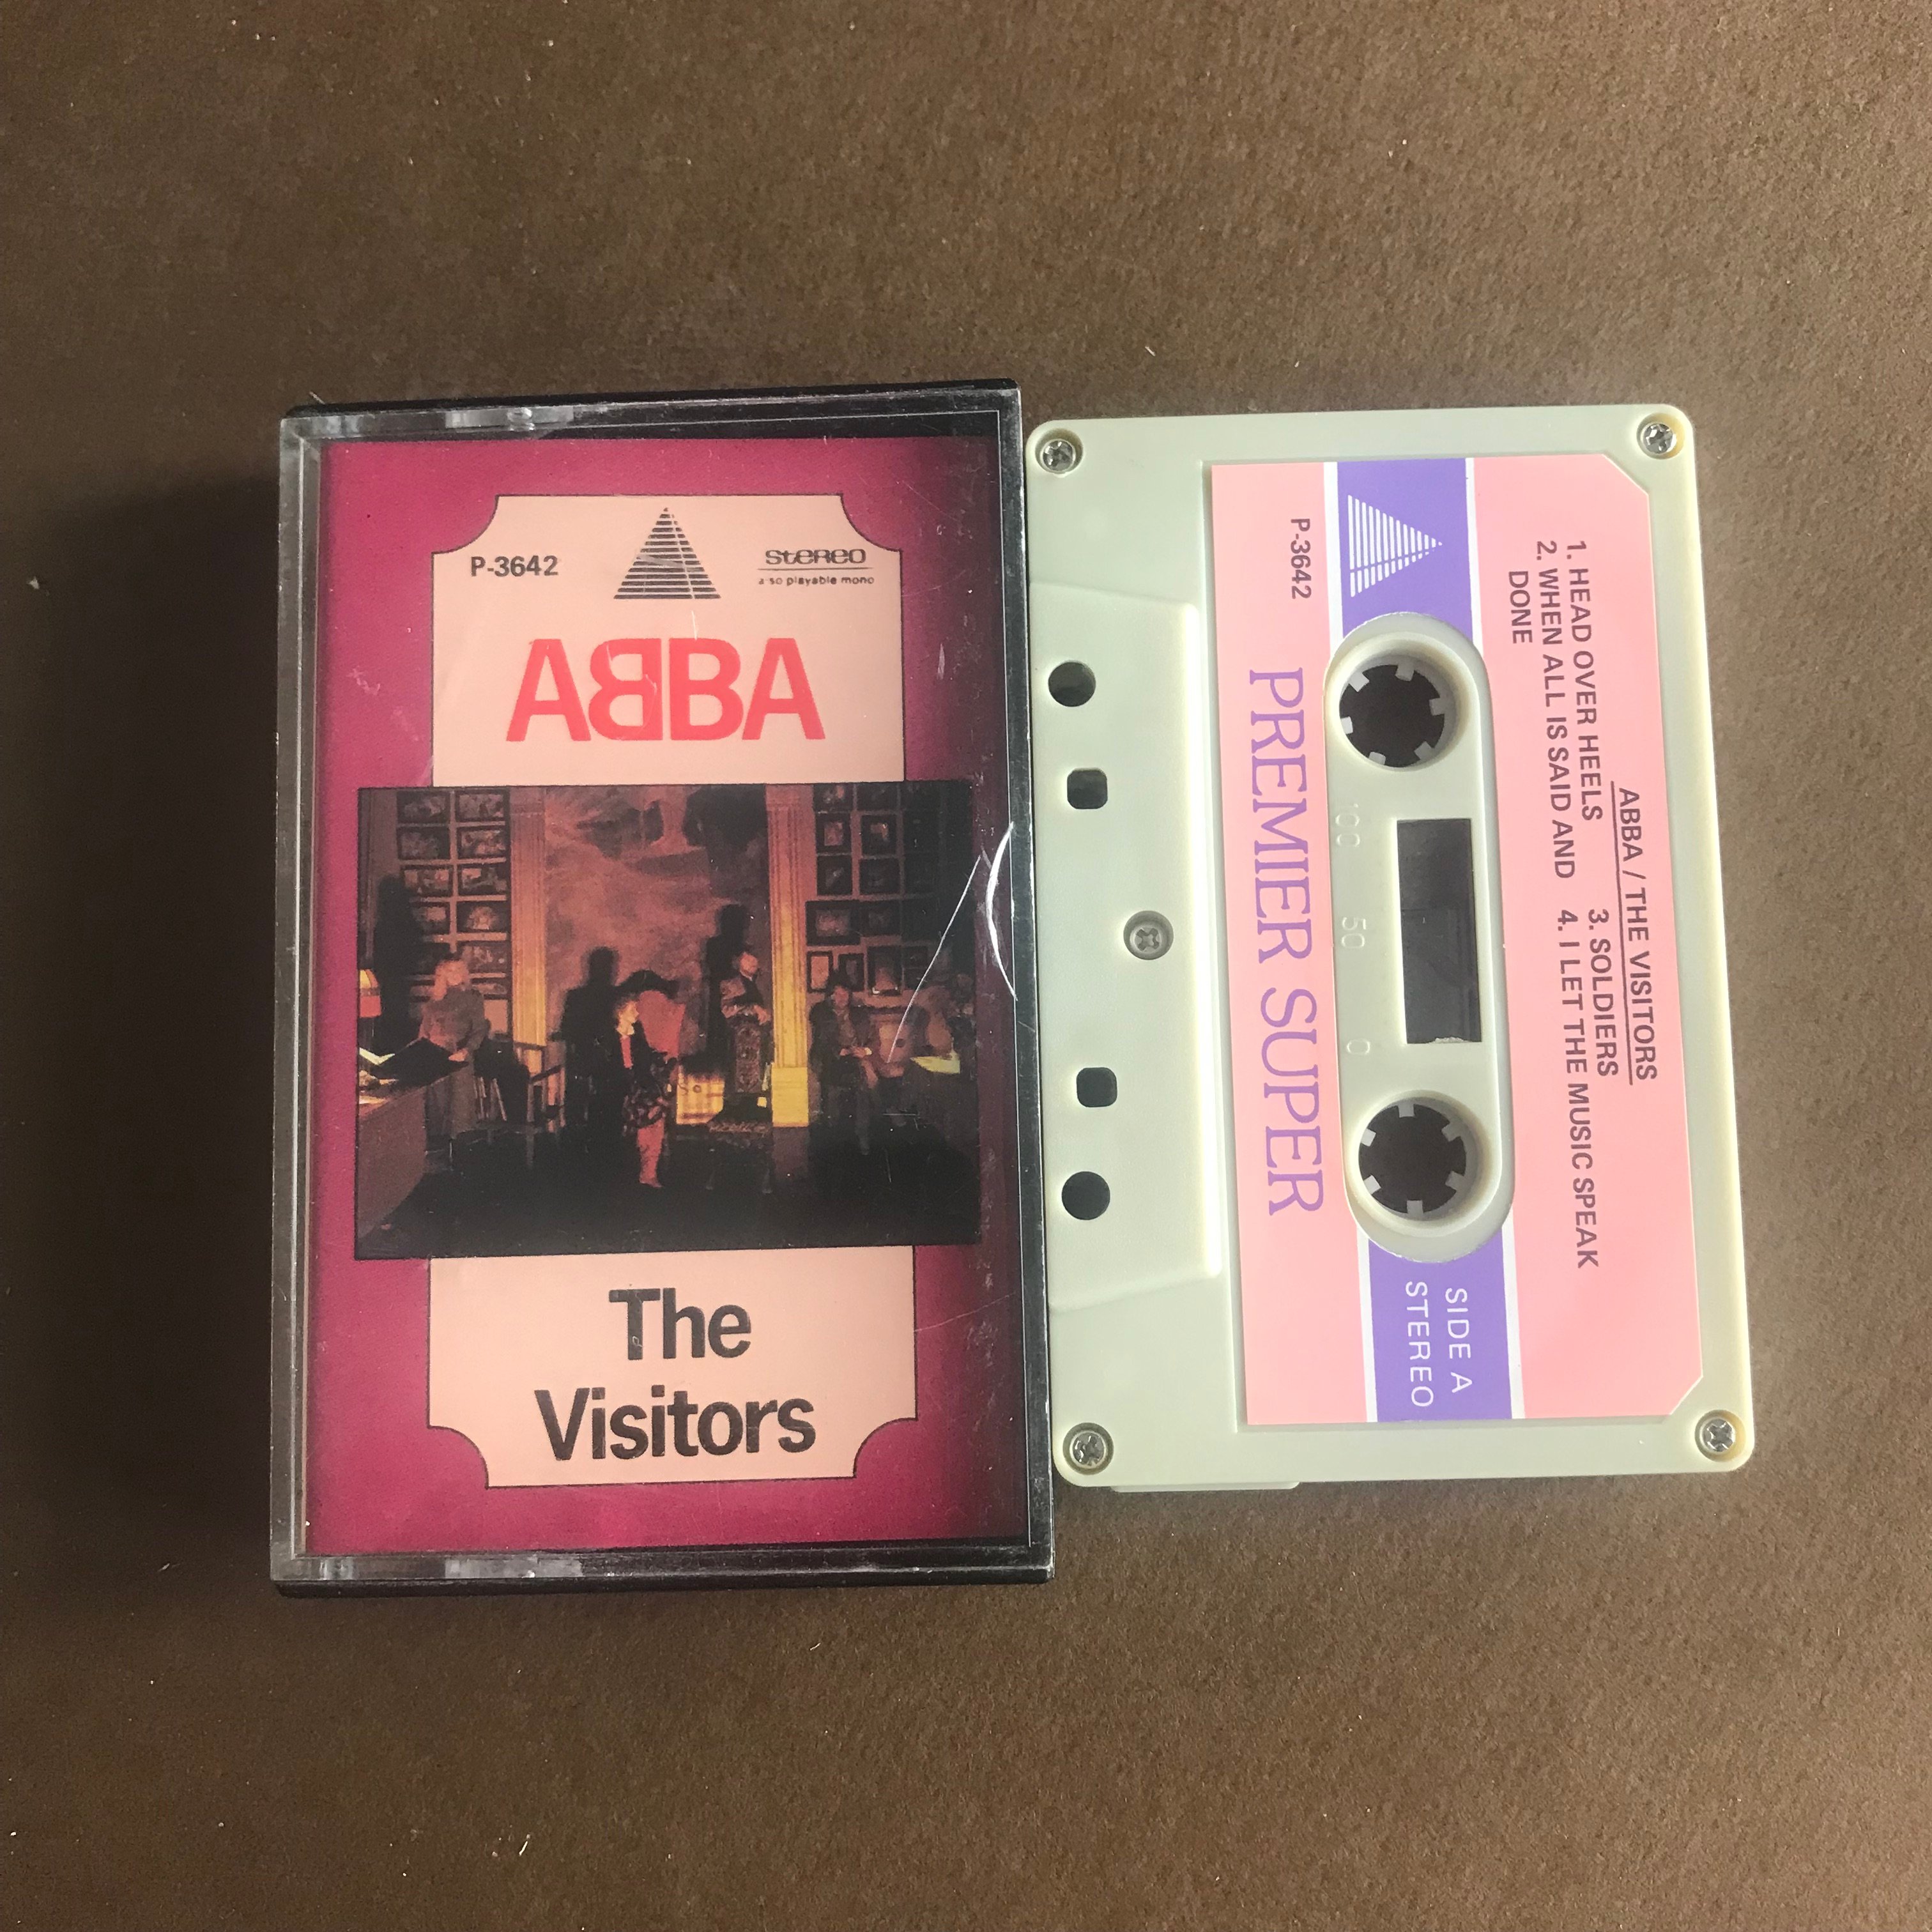 P-3642
stereo
also playable mono
ABBA
The
Visitors
ABBA / THE VISITORS
1. HEAD OVER HEELS
2. WHEN ALL IS SAID AND
DONE
3. SOLDIERS
4. I LET THE MUSIC SPEAK
SIDE A
STEREO
100 50 0
P-3642
PREMIER SUPER